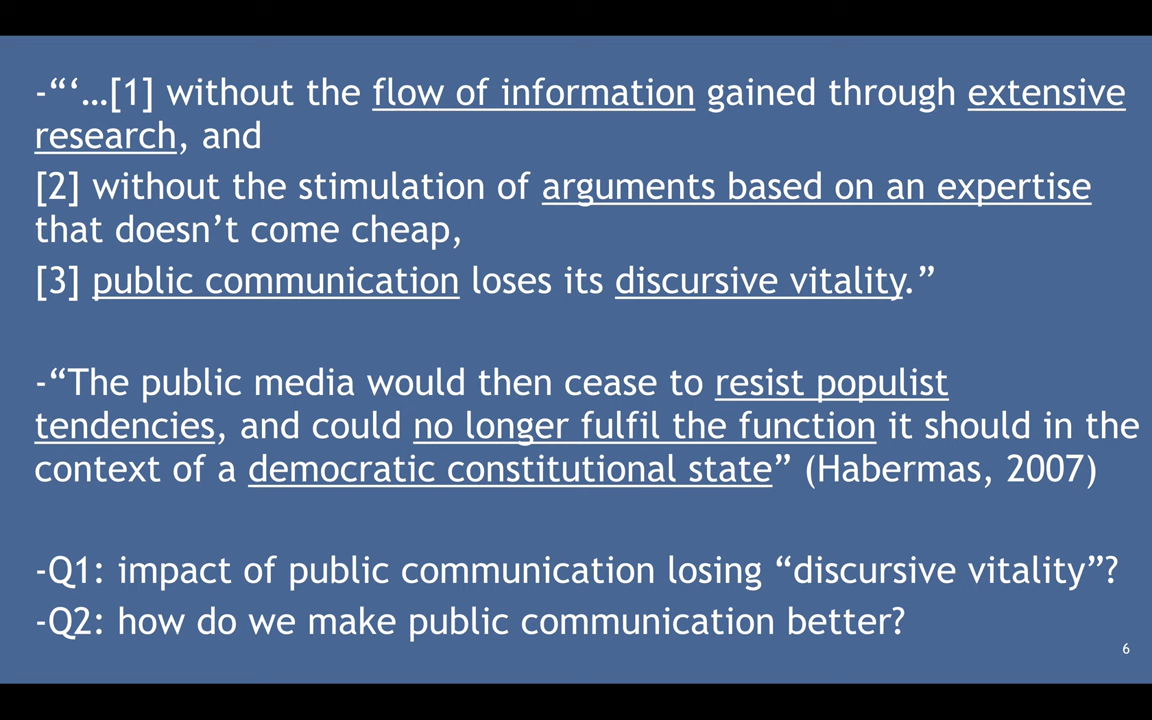 -“‘…[1] without the flow of information gained through extensive
research, and
[2] without the stimulation of arguments based on an expertise
that doesn’t come cheap,
[3] public communication loses its discursive vitality.”
-“The public media would then cease to resist populist
tendencies, and could no longer fulfil the function it should in the
context of a democratic constitutional state” (Habermas, 2007)
-Q1: impact of public communication losing “discursive vitality”?
-Q2: how do we make public communication better?
6